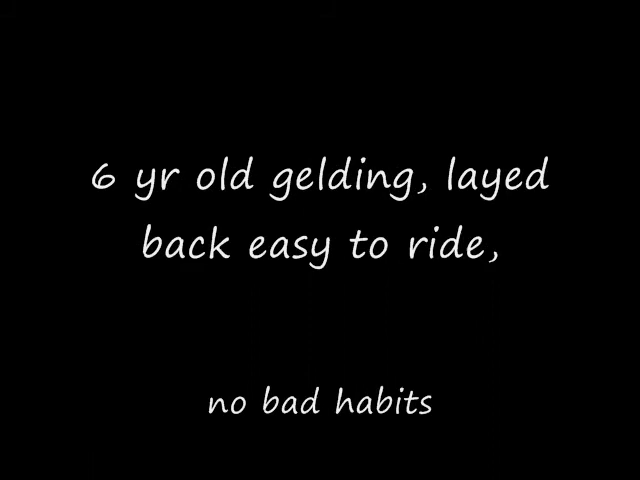 6 yr old gelding, layed
back easy to ride,
no bad habits